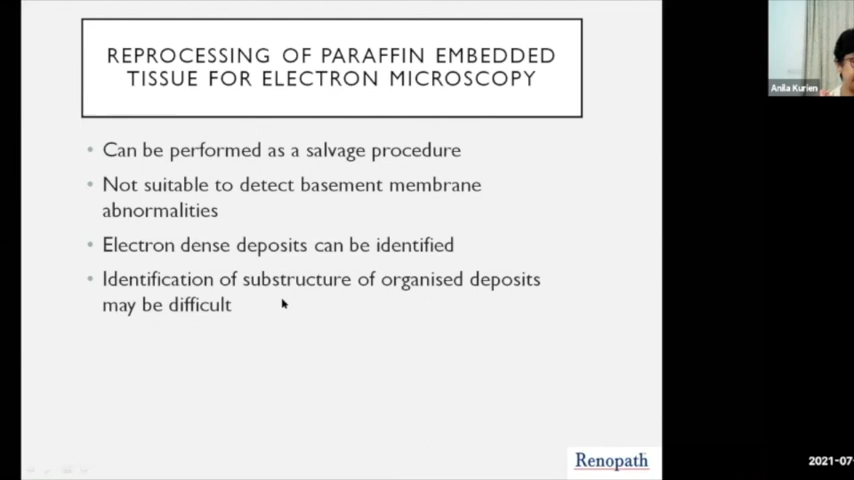 REPROCESSING OF PARAFFIN EMBEDDED
TISSUE FOR ELECTRON MICROSCOPY
• Can be performed as a salvage procedure
• Not suitable to detect basement membrane
abnormalities
• Electron dense deposits can be identified
• Identification of substructure of organised deposits
may be difficult
Anila Kurien
Renopath
2021-07-